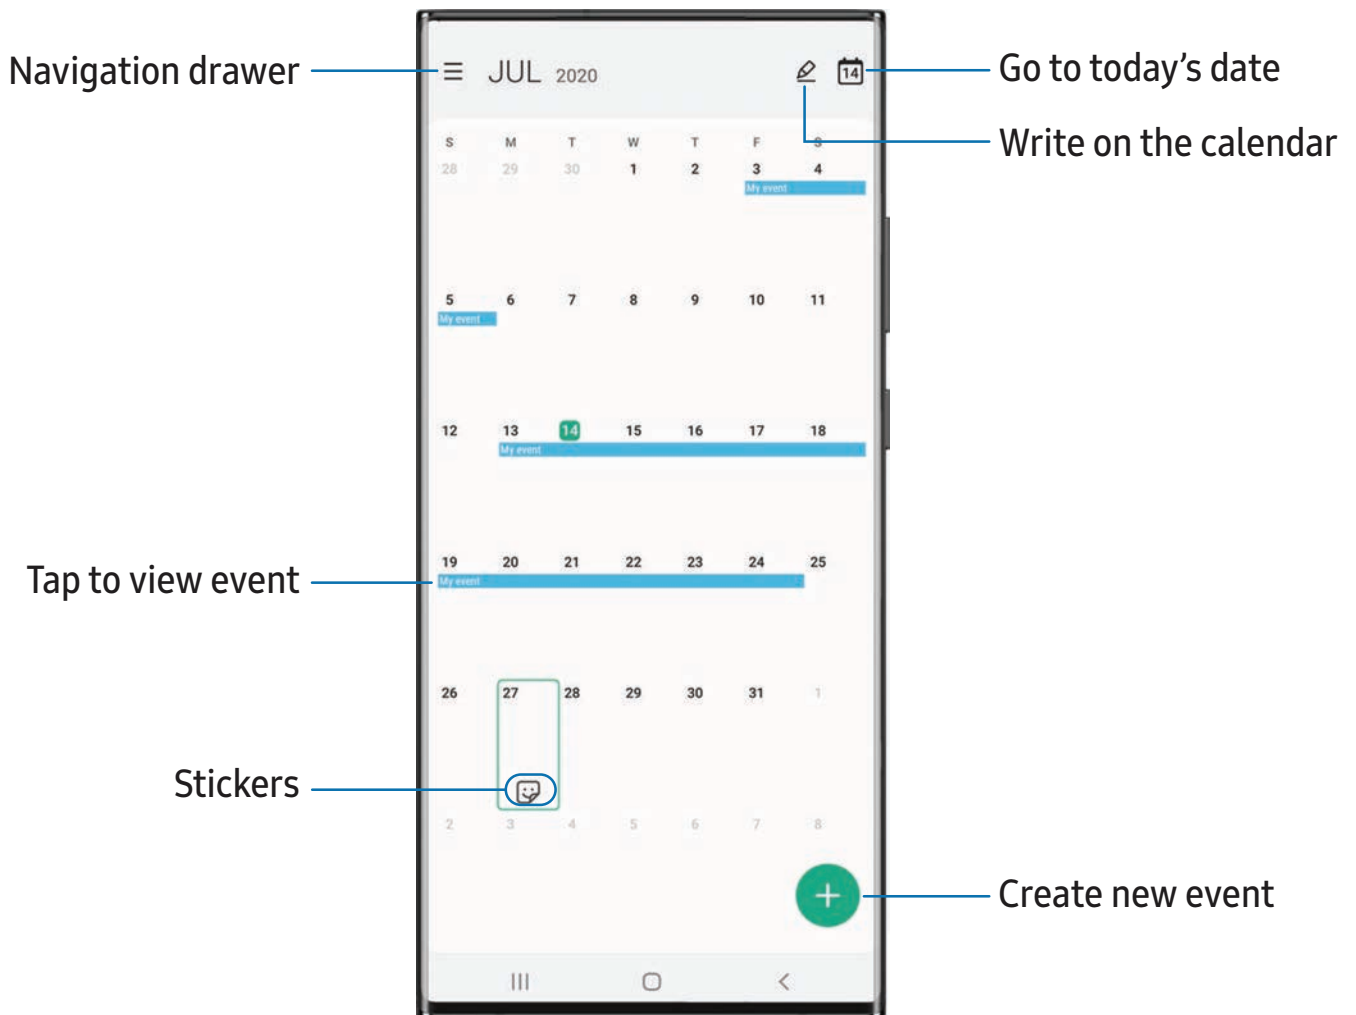 Navigation drawer
JUL 2020
14
Go to today's date
Write on the calendar
S M T W T F S
28 29 30 1 2 3 4
My event
5 6 7 8 9 10 11
My event
12 13 14 15 16 17 18
My event
19 20 21 22 23 24 25
My event
Tap to view event
26 27 28 29 30 31 1
Stickers
2 3 4 5 6 7 8
Create new event